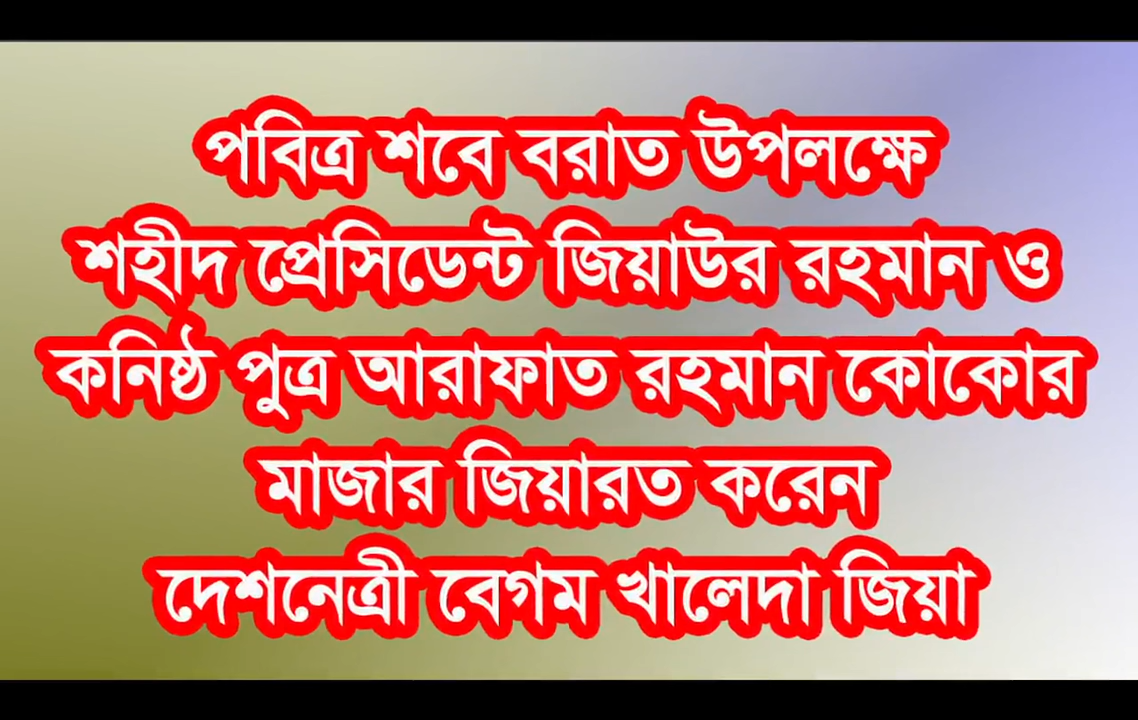 পবিত্র শবে বরাত উপলক্ষে
শহীদ প্রেসিডেন্ট জিয়াউর রহমান ও
কনিষ্ঠ পুত্র আরাফাত রহমান কোকোর
মাজার জিয়ারত করেন
দেশনেত্রী বেগম খালেদা জিয়া